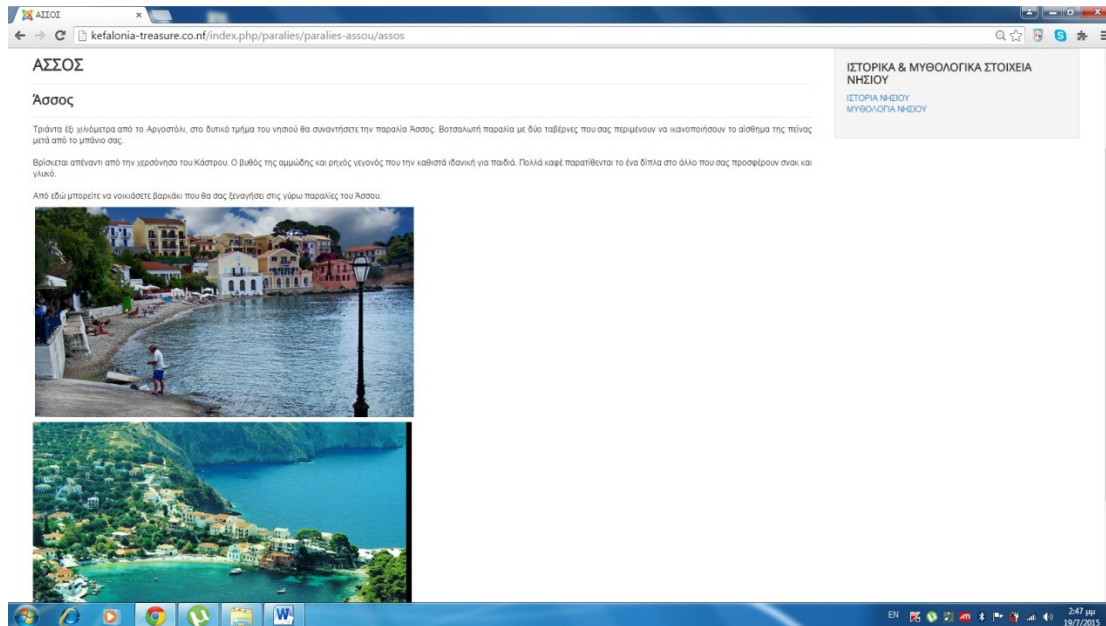 ΑΣΣΟΣ
kefalonia-treasure.co.nf/index.php/paralies/paralies-assou/assos
ΑΣΣΟΣ
Άσσος
Τριάντα έξι χιλιόμετρα από το Αργοστόλι, στο δυτικό τμήμα του νησιού θα συναντήσετε την παραλία Άσσος. Βοτσαλωτή παραλία με δύο ταβέρνες που σας περιμένουν να ικανοποιήσουν το αίσθημα της πείνας
μετά από το μπάνιο σας.
Βρίσκεται απέναντι από την χερσόνησο του Κάστρου. Ο βυθός της αμμώδης και ρηχός γεγονός που την καθιστά ιδανική για παιδιά. Πολλά καφέ παρατίθενται το ένα δίπλα στο άλλο που σας προσφέρουν σνακ και
γλυκό.
Από εδώ μπορείτε να νοικιάσετε βαρκάκι που θα σας ξεναγήσει στις γύρω παραλίες του Άσσου.
ΙΣΤΟΡΙΚΑ & ΜΥΘΟΛΟΓΙΚΑ ΣΤΟΙΧΕΙΑ
ΝΗΣΙΟΥ
ΙΣΤΟΡΙΑ ΝΗΣΙΟΥ
ΜΥΘΟΛΟΓΙΑ ΝΗΣΙΟΥ
EN
2:47 μμ
19/7/2015